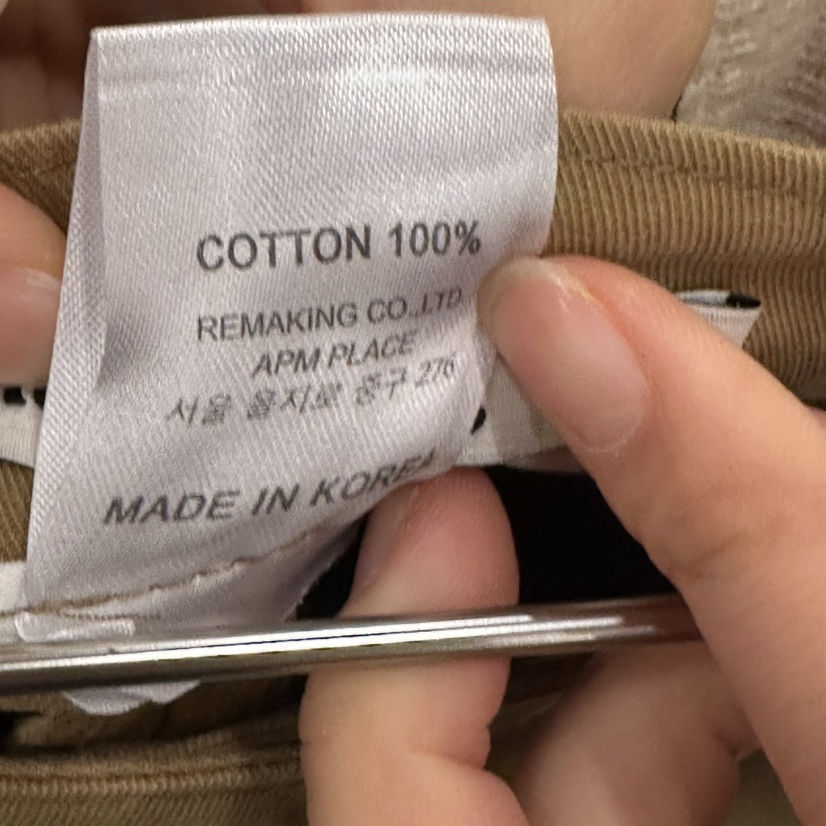 COTTON 100%
REMAKING CO.,LTD
APM PLACE
서울 을지로 중구 276
MADE IN KOREA